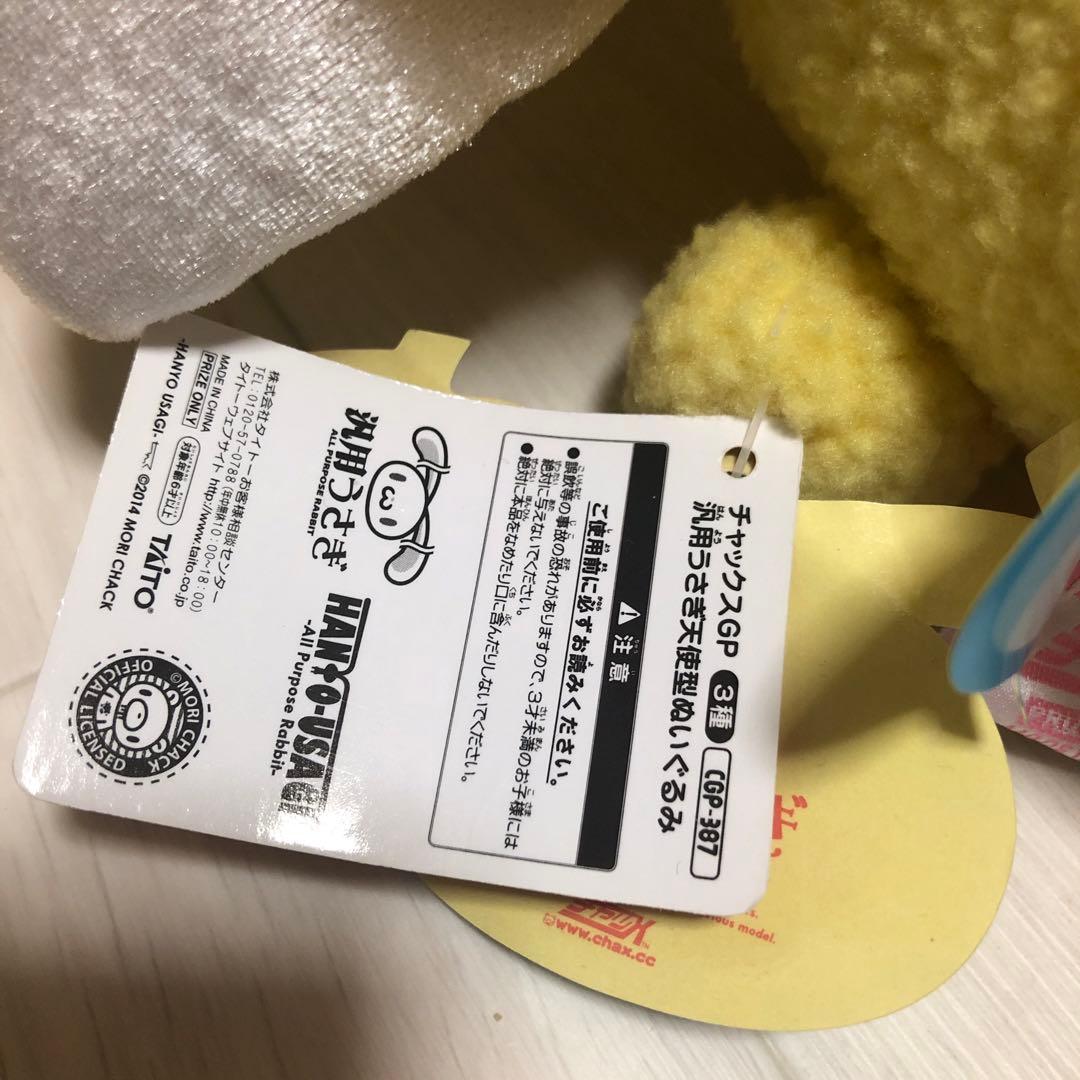 チャックスGP 3種 CGP-387
汎用うさぎ天使型ぬいぐるみ
注意
ご使用前に必ずお読みください。
●誤飲等の事故の恐れがありますので、3才未満のお子様には
絶対に与えないでください。
●絶対に本品をなめたり口に含んだりしないでください。
汎用うさぎ
ALL PURPOSE RABBIT
HAN-O-USAGI
-All Purpose Rabbit-
株式会社タイトーお客様相談センター
TEL:0120-57-0788 (年中無休10:00~18:00)
タイトーウェブサイト http://www.taito.co.jp
MADE IN CHINA
PRIZE ONLY 対象年齢6才以上 TAITO®
-HANYO USAGI- ©2014 MORI CHACK
©MORI CHACK
OFFICIAL LICENSED
ious model.
www.chax.cc